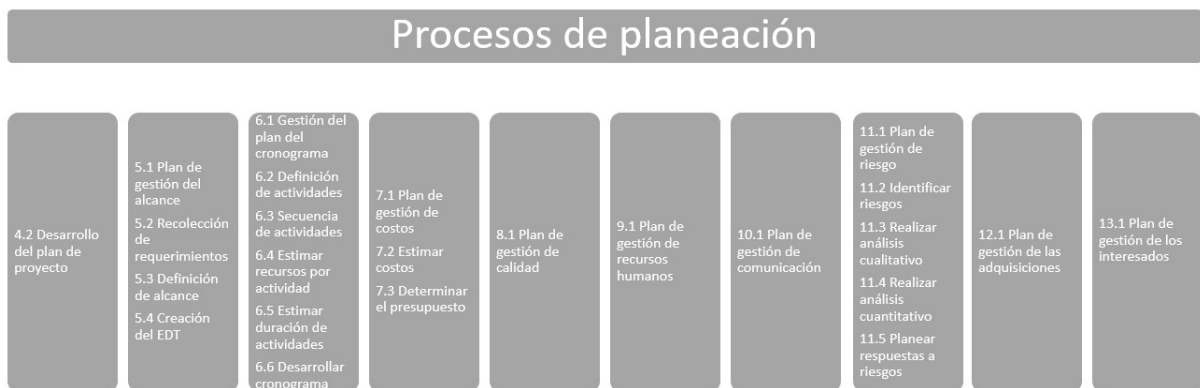 Procesos de planeación
4.2 Desarrollo
del plan de
proyecto
5.1 Plan de
gestión del
alcance
5.2 Recolección
de
requerimientos
5.3 Definición
de alcance
5.4 Creación
del EDT
6.1 Gestión del
plan del
cronograma
6.2 Definición
de actividades
6.3 Secuencia
de actividades
6.4 Estimar
recursos por
actividad
6.5 Estimar
duración de
actividades
6.6 Desarrollar
cronograma
7.1 Plan de
gestión de
costos
7.2 Estimar
costos
7.3 Determinar
el presupuesto
8.1 Plan de
gestión de
calidad
9.1 Plan de
gestión de
recursos
humanos
10.1 Plan de
gestión de
comunicación
11.1 Plan de
gestión de
riesgo
11.2 Identificar
riesgos
11.3 Realizar
análisis
cualitativo
11.4 Realizar
análisis
cuantitativo
11.5 Planear
respuestas a
riesgos
12.1 Plan de
gestión de las
adquisiciones
13.1 Plan de
gestión de los
interesados